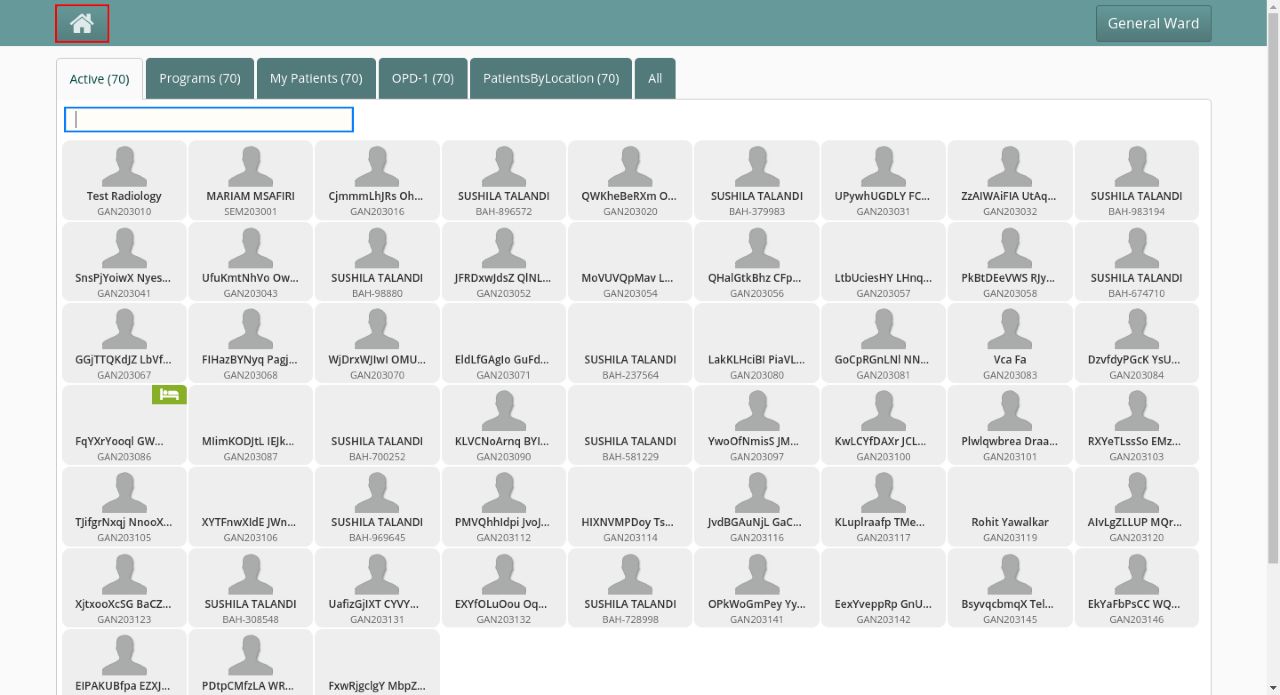 General Ward
Active (70) Programs (70) My Patients (70) OPD-1 (70) PatientsByLocation (70) All
Test Radiology MARIAM MSAFIRI CjmmmLhJRs Oh... SUSHILA TALANDI QWKheBeRXm O... SUSHILA TALANDI UPywhUGDLY FC... ZzAIWAiFIA UtAq... SUSHILA TALANDI
GAN203010 SEM203001 GAN203016 BAH-896572 GAN203020 BAH-379983 GAN203031 GAN203032 BAH-983194
SnsPjYoiwX Nyes... UfuKmtNhVo Ow... SUSHILA TALANDI JFRDxwJdsZ QlNL... MoVUVQpMav L... QHalGtkBhz CFp... LtbUciesHY LHnq... PkBtDEeVWS RJy... SUSHILA TALANDI
GAN203041 GAN203043 BAH-98880 GAN203052 GAN203054 GAN203056 GAN203057 GAN203058 BAH-674710
GGjTTQKdJZ LbVf... FIHazBYNyq Pagj... WjDrxWJIwI OMU... EldLfGAgIo GuFd... SUSHILA TALANDI LakKLHciBI PiaVL... GoCpRGnLNl NN... Vca Fa DzvfdyPGcK YsU...
GAN203067 GAN203068 GAN203070 GAN203071 BAH-237564 GAN203080 GAN203081 GAN203083 GAN203084
FqYXrYooql GW... MIimKODJtL IEJk... SUSHILA TALANDI KLVCNoArnq BYI... SUSHILA TALANDI YwoOfNmisS JM... KwLCYfDAXr JCL... Plwlqwbrea Draa... RXYeTLssSo EMz...
GAN203086 GAN203087 BAH-700252 GAN203090 BAH-581229 GAN203097 GAN203100 GAN203101 GAN203103
TJifgrNxqj NnooX... XYTFnwXIdE JWn... SUSHILA TALANDI PMVQhhIdpi JvoJ... HIXNVMPDoy Ts... JvdBGAuNjL GaC... KLuplraafp TMe... Rohit Yawalkar AIvLgZLLUP MQr...
GAN203105 GAN203106 BAH-969645 GAN203112 GAN203114 GAN203116 GAN203117 GAN203119 GAN203120
XjtxooXcSG BaCZ... SUSHILA TALANDI UafizGjIXT CYVY... EXYfOLuOou Oq... SUSHILA TALANDI OPkWoGmPey Yy... EexYveppRp GnU... BsyvqcbmqX Tel... EkYaFbPsCC WQ...
GAN203123 BAH-308548 GAN203131 GAN203132 BAH-728998 GAN203141 GAN203142 GAN203145 GAN203146
EIPAKUBfpa EZXJ... PDtpCMfzLA WR... FxwRjgclgY MbpZ...